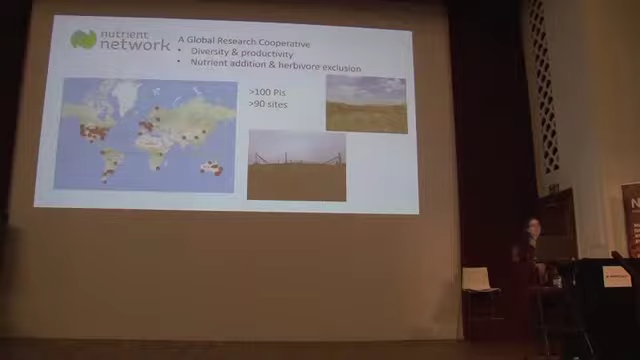 nutrient
network
A Global Research Cooperative
• Diversity & productivity
• Nutrient addition & herbivore exclusion
>100 PIs
>90 sites